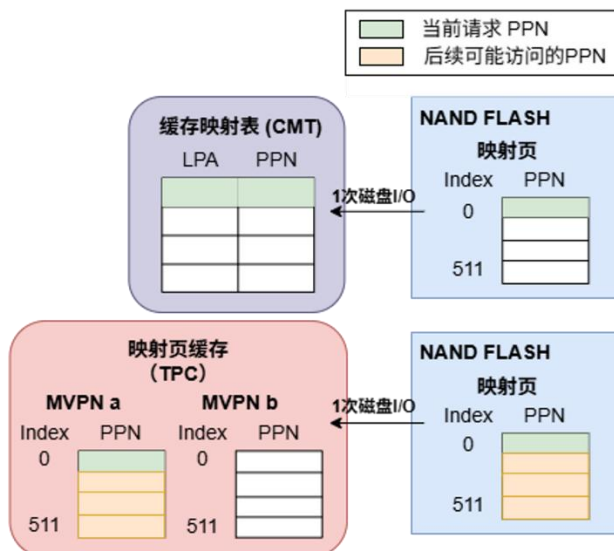 当前请求 PPN
后续可能访问的PPN
缓存映射表 (CMT)
LPA PPN
1次磁盘I/O
NAND FLASH
映射页
Index PPN
0
511
映射页缓存
(TPC)
MVPN a MVPN b
Index PPN Index PPN
0 0
511 511
1次磁盘I/O
NAND FLASH
映射页
Index PPN
0
511